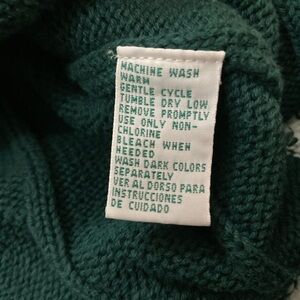 MACHINE WASH
WARM
GENTLE CYCLE
TUMBLE DRY LOW
REMOVE PROMPTLY
USE ONLY NON-
CHLORINE
BLEACH WHEN
NEEDED
WASH DARK COLORS
SEPARATELY
VER AL DORSO PARA
INSTRUCCIONES
DE CUIDADO